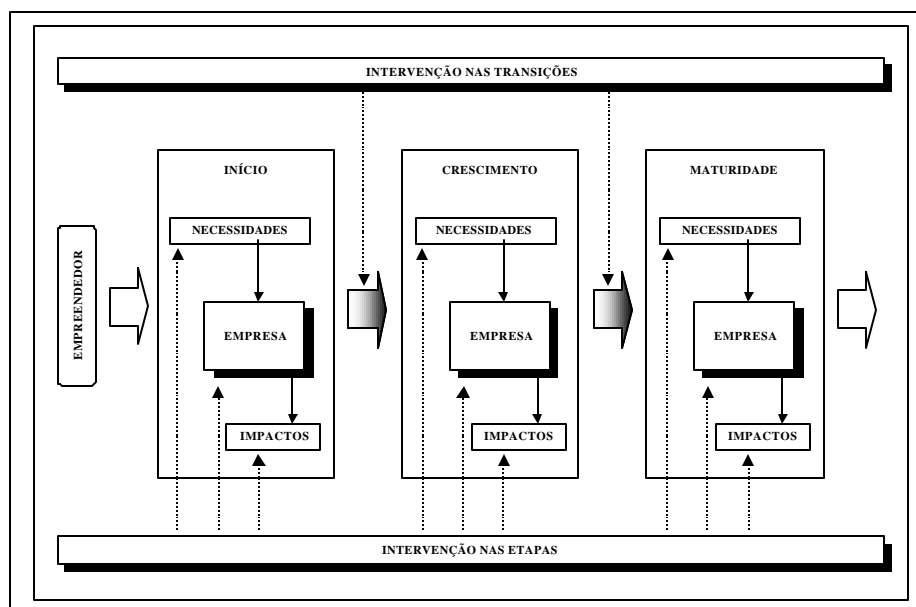 INTERVENÇÃO NAS TRANSIÇÕES
EMPREENDEDOR
INÍCIO
NECESSIDADES
EMPRESA
IMPACTOS
CRESCIMENTO
NECESSIDADES
EMPRESA
IMPACTOS
MATURIDADE
NECESSIDADES
EMPRESA
IMPACTOS
INTERVENÇÃO NAS ETAPAS